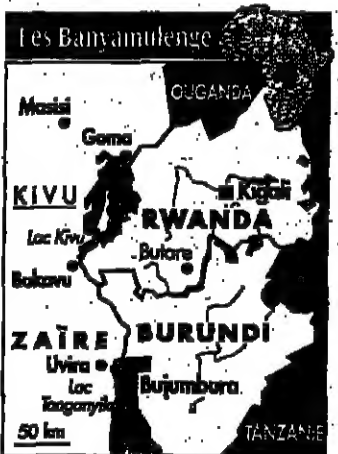 Les Banyamulenge
OUGANDA
Masisi
Goma
KIVU
Kigali
RWANDA
Lac Kivu
Butare
Bukavu
ZAÏRE
BURUNDI
Uvira
Bujumbura
Lac
Tanganyika
50 km
TANZANIE